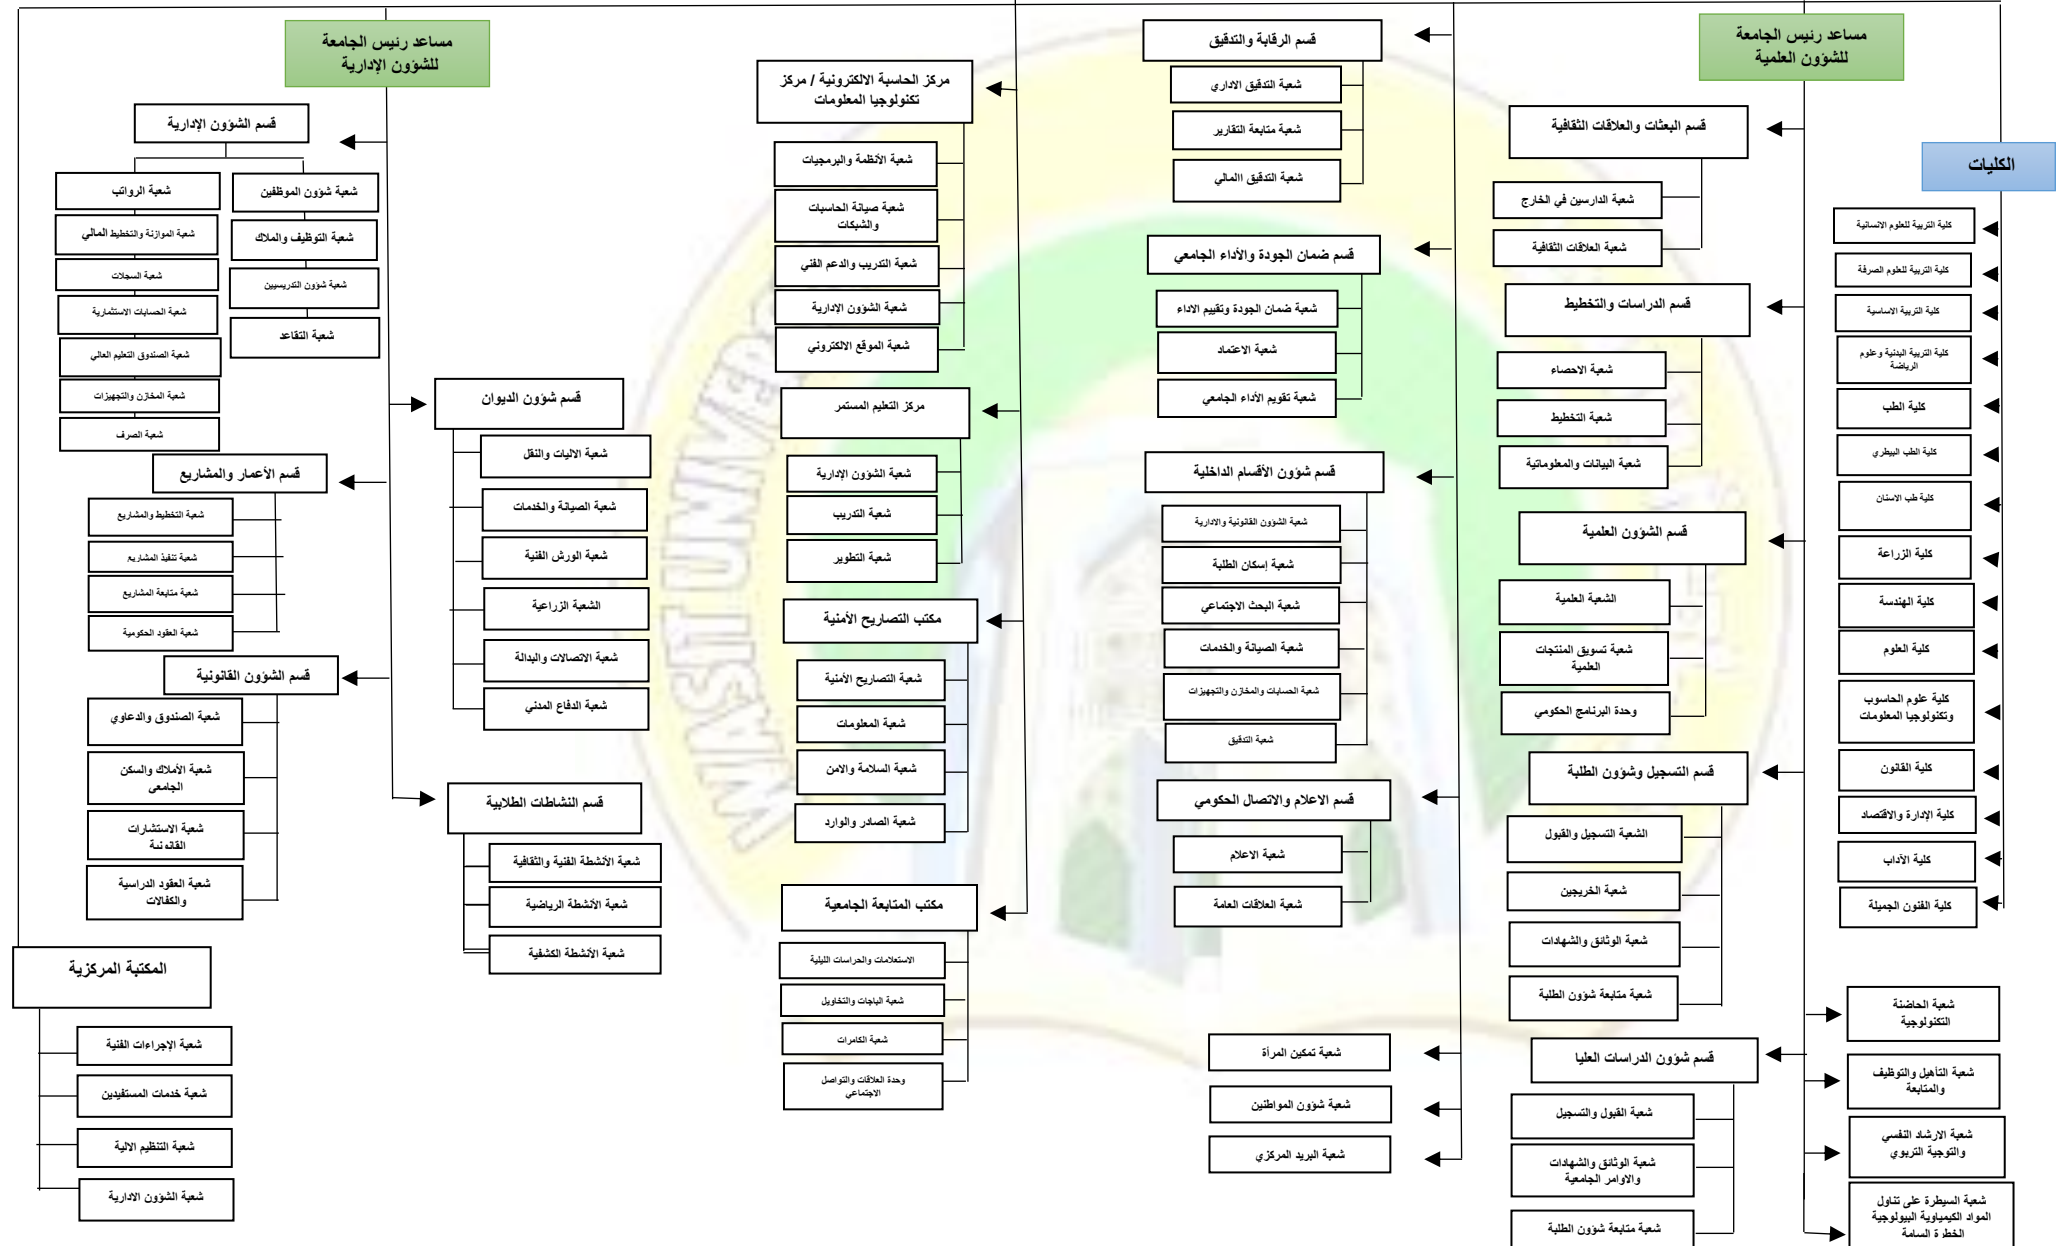 مساعد رئيس الجامعة
للشؤون العلمية
الكليات
كلية التربية للعلوم الانسانية
كلية التربية للعلوم الصرفة
كلية التربية الاساسية
كلية التربية البدنية وعلوم
الرياضة
كلية الطب
كلية الطب البيطري
كلية طب الاسنان
كلية الزراعة
كلية الهندسة
كلية العلوم
كلية علوم الحاسوب
وتكنولوجيا المعلومات
كلية القانون
كلية الإدارة والاقتصاد
كلية الآداب
كلية الفنون الجميلة
شعبة الحاضنة
التكنولوجية
شعبة التأهيل والتوظيف
والمتابعة
شعبة الارشاد النفسي
والتوجية التربوي
شعبة السيطرة على تناول
المواد الكيمياوية البيولوجية
الخطرة السامة
قسم البعثات والعلاقات الثقافية
شعبة الدارسين في الخارج
شعبة العلاقات الثقافية
قسم الدراسات والتخطيط
شعبة الاحصاء
شعبة التخطيط
شعبة البيانات والمعلوماتية
قسم الشؤون العلمية
الشعبة العلمية
شعبة تسويق المنتجات
العلمية
وحدة البرنامج الحكومي
قسم التسجيل وشؤون الطلبة
الشعبة التسجيل والقبول
شعبة الخريجين
شعبة الوثائق والشهادات
شعبة متابعة شؤون الطلبة
قسم شؤون الدراسات العليا
شعبة القبول والتسجيل
شعبة الوثائق والشهادات
والاوامر الجامعية
شعبة متابعة شؤون الطلبة
قسم الرقابة والتدقيق
شعبة التدقيق الاداري
شعبة متابعة التقارير
شعبة التدقيق االمالي
قسم ضمان الجودة والأداء الجامعي
شعبة ضمان الجودة وتقييم الاداء
شعبة الاعتماد
شعبة تقويم الأداء الجامعي
قسم شؤون الأقسام الداخلية
شعبة الشؤون القانونية والادارية
شعبة إسكان الطلبة
شعبة البحث الاجتماعي
شعبة الصيانة والخدمات
شعبة الحسابات والمخازن والتجهيزات
شعبة التدقيق
قسم الاعلام والاتصال الحكومي
شعبة الاعلام
شعبة العلاقات العامة
شعبة تمكين المرأة
شعبة شؤون المواطنين
شعبة البريد المركزي
مركز الحاسبة الالكترونية / مركز
تكنولوجيا المعلومات
شعبة الأنظمة والبرمجيات
شعبة صيانة الحاسبات
والشبكات
شعبة التدريب والدعم الفني
شعبة الشؤون الإدارية
شعبة الموقع الالكتروني
مركز التعليم المستمر
شعبة الشؤون الإدارية
شعبة التدريب
شعبة التطوير
مكتب التصاريح الأمنية
شعبة التصاريح الأمنية
شعبة المعلومات
شعبة السلامة والامن
شعبة الصادر والوارد
مكتب المتابعة الجامعية
الاستعلامات والحراسات الليلية
شعبة الباجات والتخاويل
شعبة الكامرات
وحدة العلاقات والتواصل
الاجتماعي
مساعد رئيس الجامعة
للشؤون الإدارية
قسم الشؤون الإدارية
شعبة شؤون الموظفين
شعبة التوظيف والملاك
شعبة شؤون التدريسيين
شعبة التقاعد
شعبة الرواتب
شعبة الموازنة والتخطيط المالي
شعبة السجلات
شعبة الحسابات الاستثمارية
شعبة الصندوق التعليم العالي
شعبة المخازن والتجهيزات
شعبة الصرف
قسم شؤون الديوان
شعبة الاليات والنقل
شعبة الصيانة والخدمات
شعبة الورش الفنية
الشعبة الزراعية
شعبة الاتصالات والبدالة
شعبة الدفاع المدني
قسم الأعمار والمشاريع
شعبة التخطيط والمشاريع
شعبة تنفيذ المشاريع
شعبة متابعة المشاريع
شعبة العقود الحكومية
قسم الشؤون القانونية
شعبة الصندوق والدعاوي
شعبة الأملاك والسكن
الجامعي
شعبة الاستشارات
القانونية
شعبة العقود الدراسية
والكفالات
قسم النشاطات الطلابية
شعبة الأنشطة الفنية والثقافية
شعبة الأنشطة الرياضية
شعبة الأنشطة الكشفية
المكتبة المركزية
شعبة الإجراءات الفنية
شعبة خدمات المستفيدين
شعبة التنظيم الالية
شعبة الشؤون الادارية